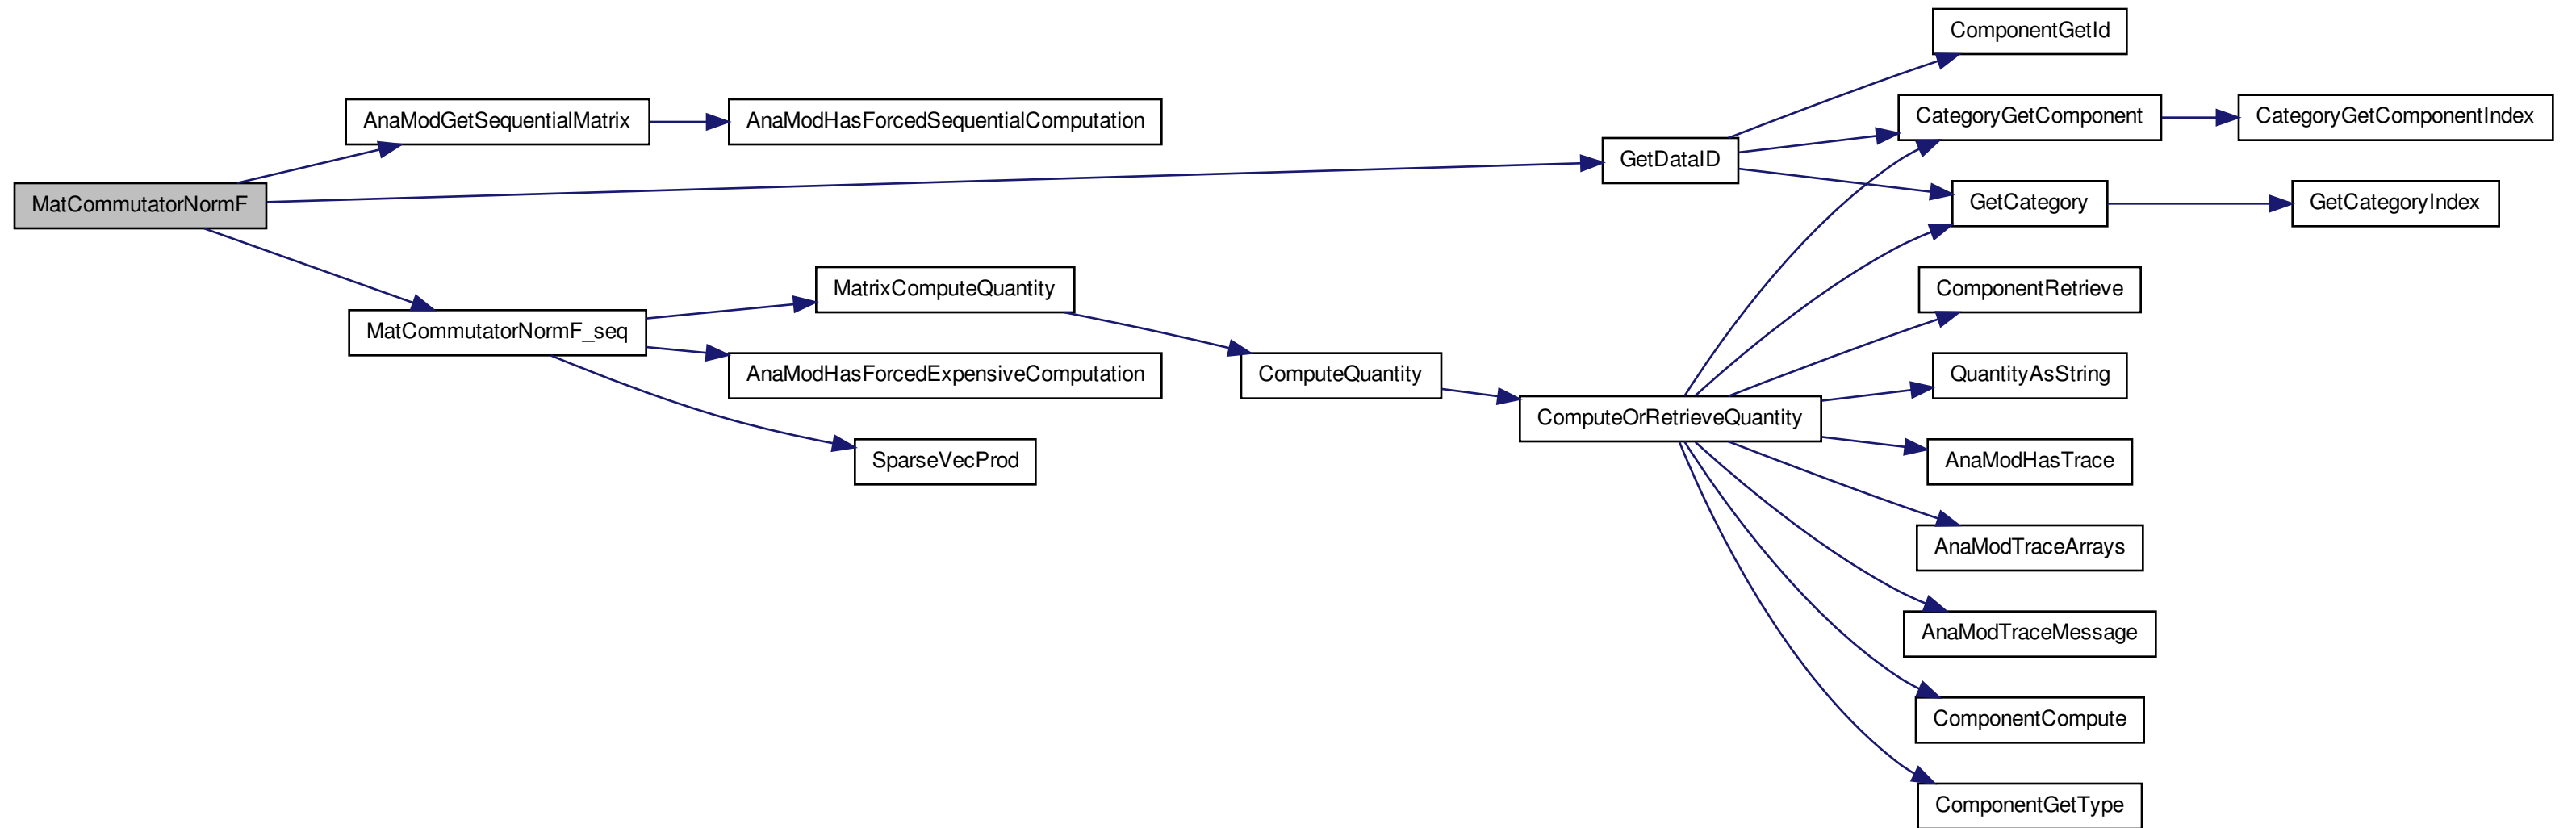 ComponentGetId
AnaModGetSequentialMatrix
AnaModHasForcedSequentialComputation
CategoryGetComponent
CategoryGetComponentIndex
GetDataID
MatCommutatorNormF
GetCategory
GetCategoryIndex
MatrixComputeQuantity
ComponentRetrieve
MatCommutatorNormF_seq
AnaModHasForcedExpensiveComputation
ComputeQuantity
QuantityAsString
ComputeOrRetrieveQuantity
SparseVecProd
AnaModHasTrace
AnaModTraceArrays
AnaModTraceMessage
ComponentCompute
ComponentGetType